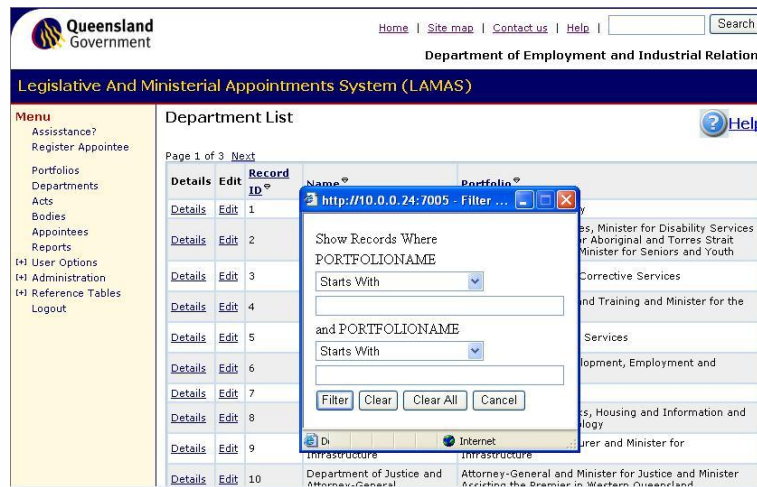 Queensland
Government
Home | Site map | Contact us | Help |
Search
Department of Employment and Industrial Relation
Legislative And Ministerial Appointments System (LAMAS)
Menu
Assisstance?
Register Appointee
Portfolios
Departments
Acts
Bodies
Appointees
Reports
[+] User Options
[+] Administration
[+] Reference Tables
Logout
Department List
Help
Page 1 of 3 Next
Details Edit Record ID Name Portfolio
Details Edit 1
Details Edit 2
es, Minister for Disability Services
r Aboriginal and Torres Strait
Minister for Seniors and Youth
Details Edit 3
Corrective Services
Details Edit 4
nd Training and Minister for the
Details Edit 5
Services
Details Edit 6
opment, Employment and
Details Edit 7
Details Edit 8
s, Housing and Information and
logy
Details Edit 9
urer and Minister for
Infrastructure
Infrastructure
Details Edit 10
Department of Justice and
Attorney-General
Attorney-General and Minister for Justice and Minister
Assisting the Premier in Western Queensland
http://10.0.0.24:7005 - Filter ...
Show Records Where
PORTFOLIONAME
Starts With
and PORTFOLIONAME
Starts With
Filter Clear Clear All Cancel
Internet